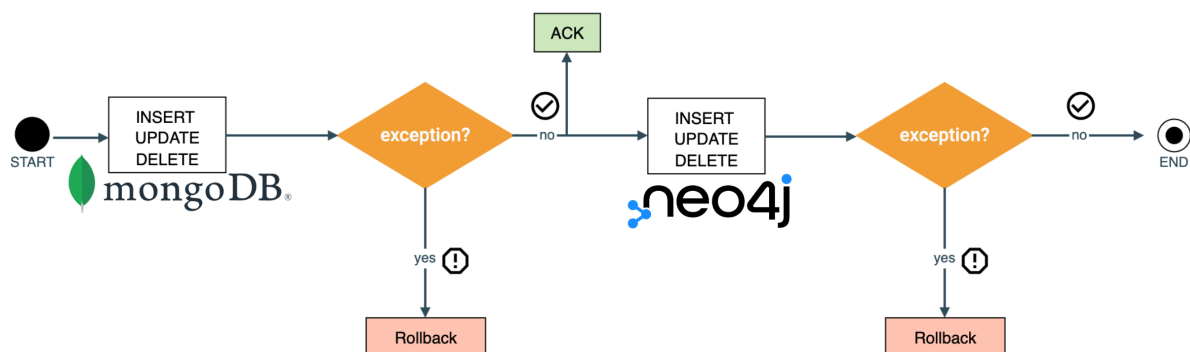 ACK
START
INSERT
UPDATE
DELETE
mongoDB®
exception?
no
yes
Rollback
INSERT
UPDATE
DELETE
neo4j
exception?
no
yes
Rollback
END